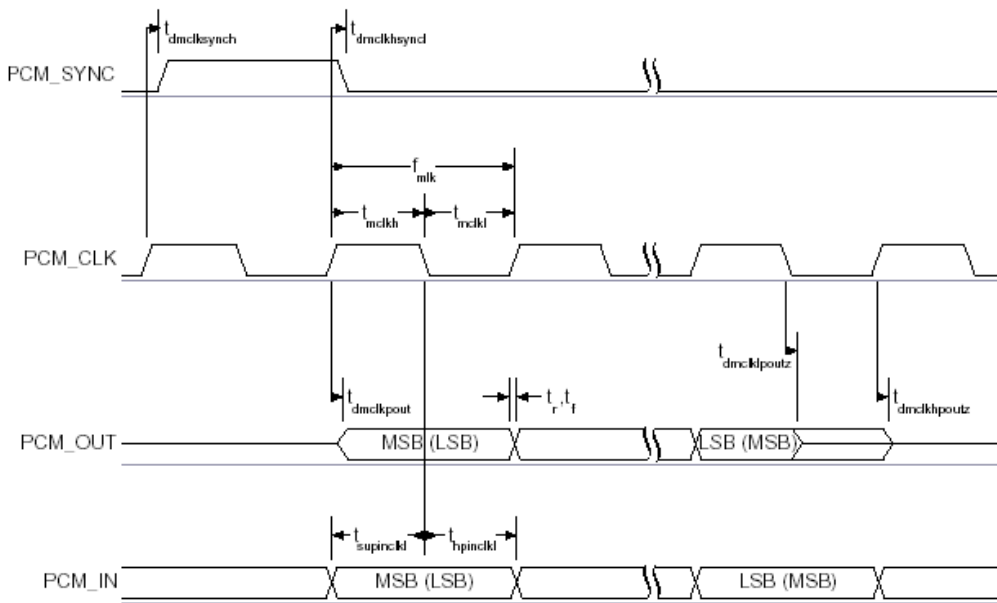 t_dmclksynch
t_dmclkhsyncl
PCM_SYNC
f_mlk
t_mclkh
t_mclkl
PCM_CLK
t_dmclklpoutz
t_dmclkpout
t_r,t_f
t_dmclkhpoutz
PCM_OUT
MSB (LSB)
LSB (MSB)
t_supinclkl
t_hpinclkl
PCM_IN
MSB (LSB)
LSB (MSB)